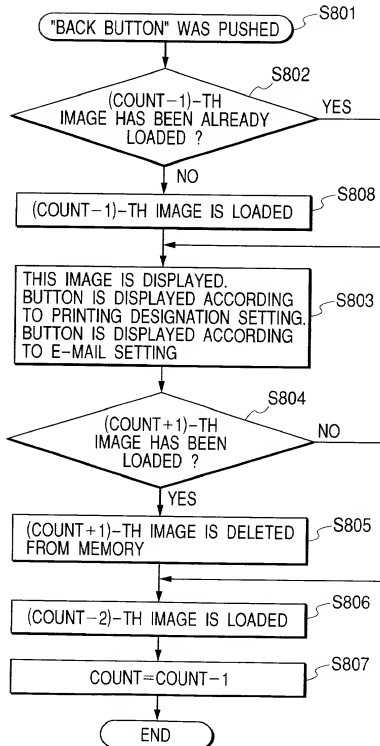 "BACK BUTTON" WAS PUSHED
S801
S802
(COUNT-1)-TH
IMAGE HAS BEEN ALREADY
LOADED ?
YES
NO
S808
(COUNT-1)-TH IMAGE IS LOADED
THIS IMAGE IS DISPLAYED.
BUTTON IS DISPLAYED ACCORDING
TO PRINTING DESIGNATION SETTING.
BUTTON IS DISPLAYED ACCORDING
TO E-MAIL SETTING
S803
S804
(COUNT+1)-TH
IMAGE HAS BEEN
LOADED ?
NO
YES
(COUNT+1)-TH IMAGE IS DELETED
FROM MEMORY
S805
S806
(COUNT-2)-TH IMAGE IS LOADED
S807
COUNT=COUNT-1
END